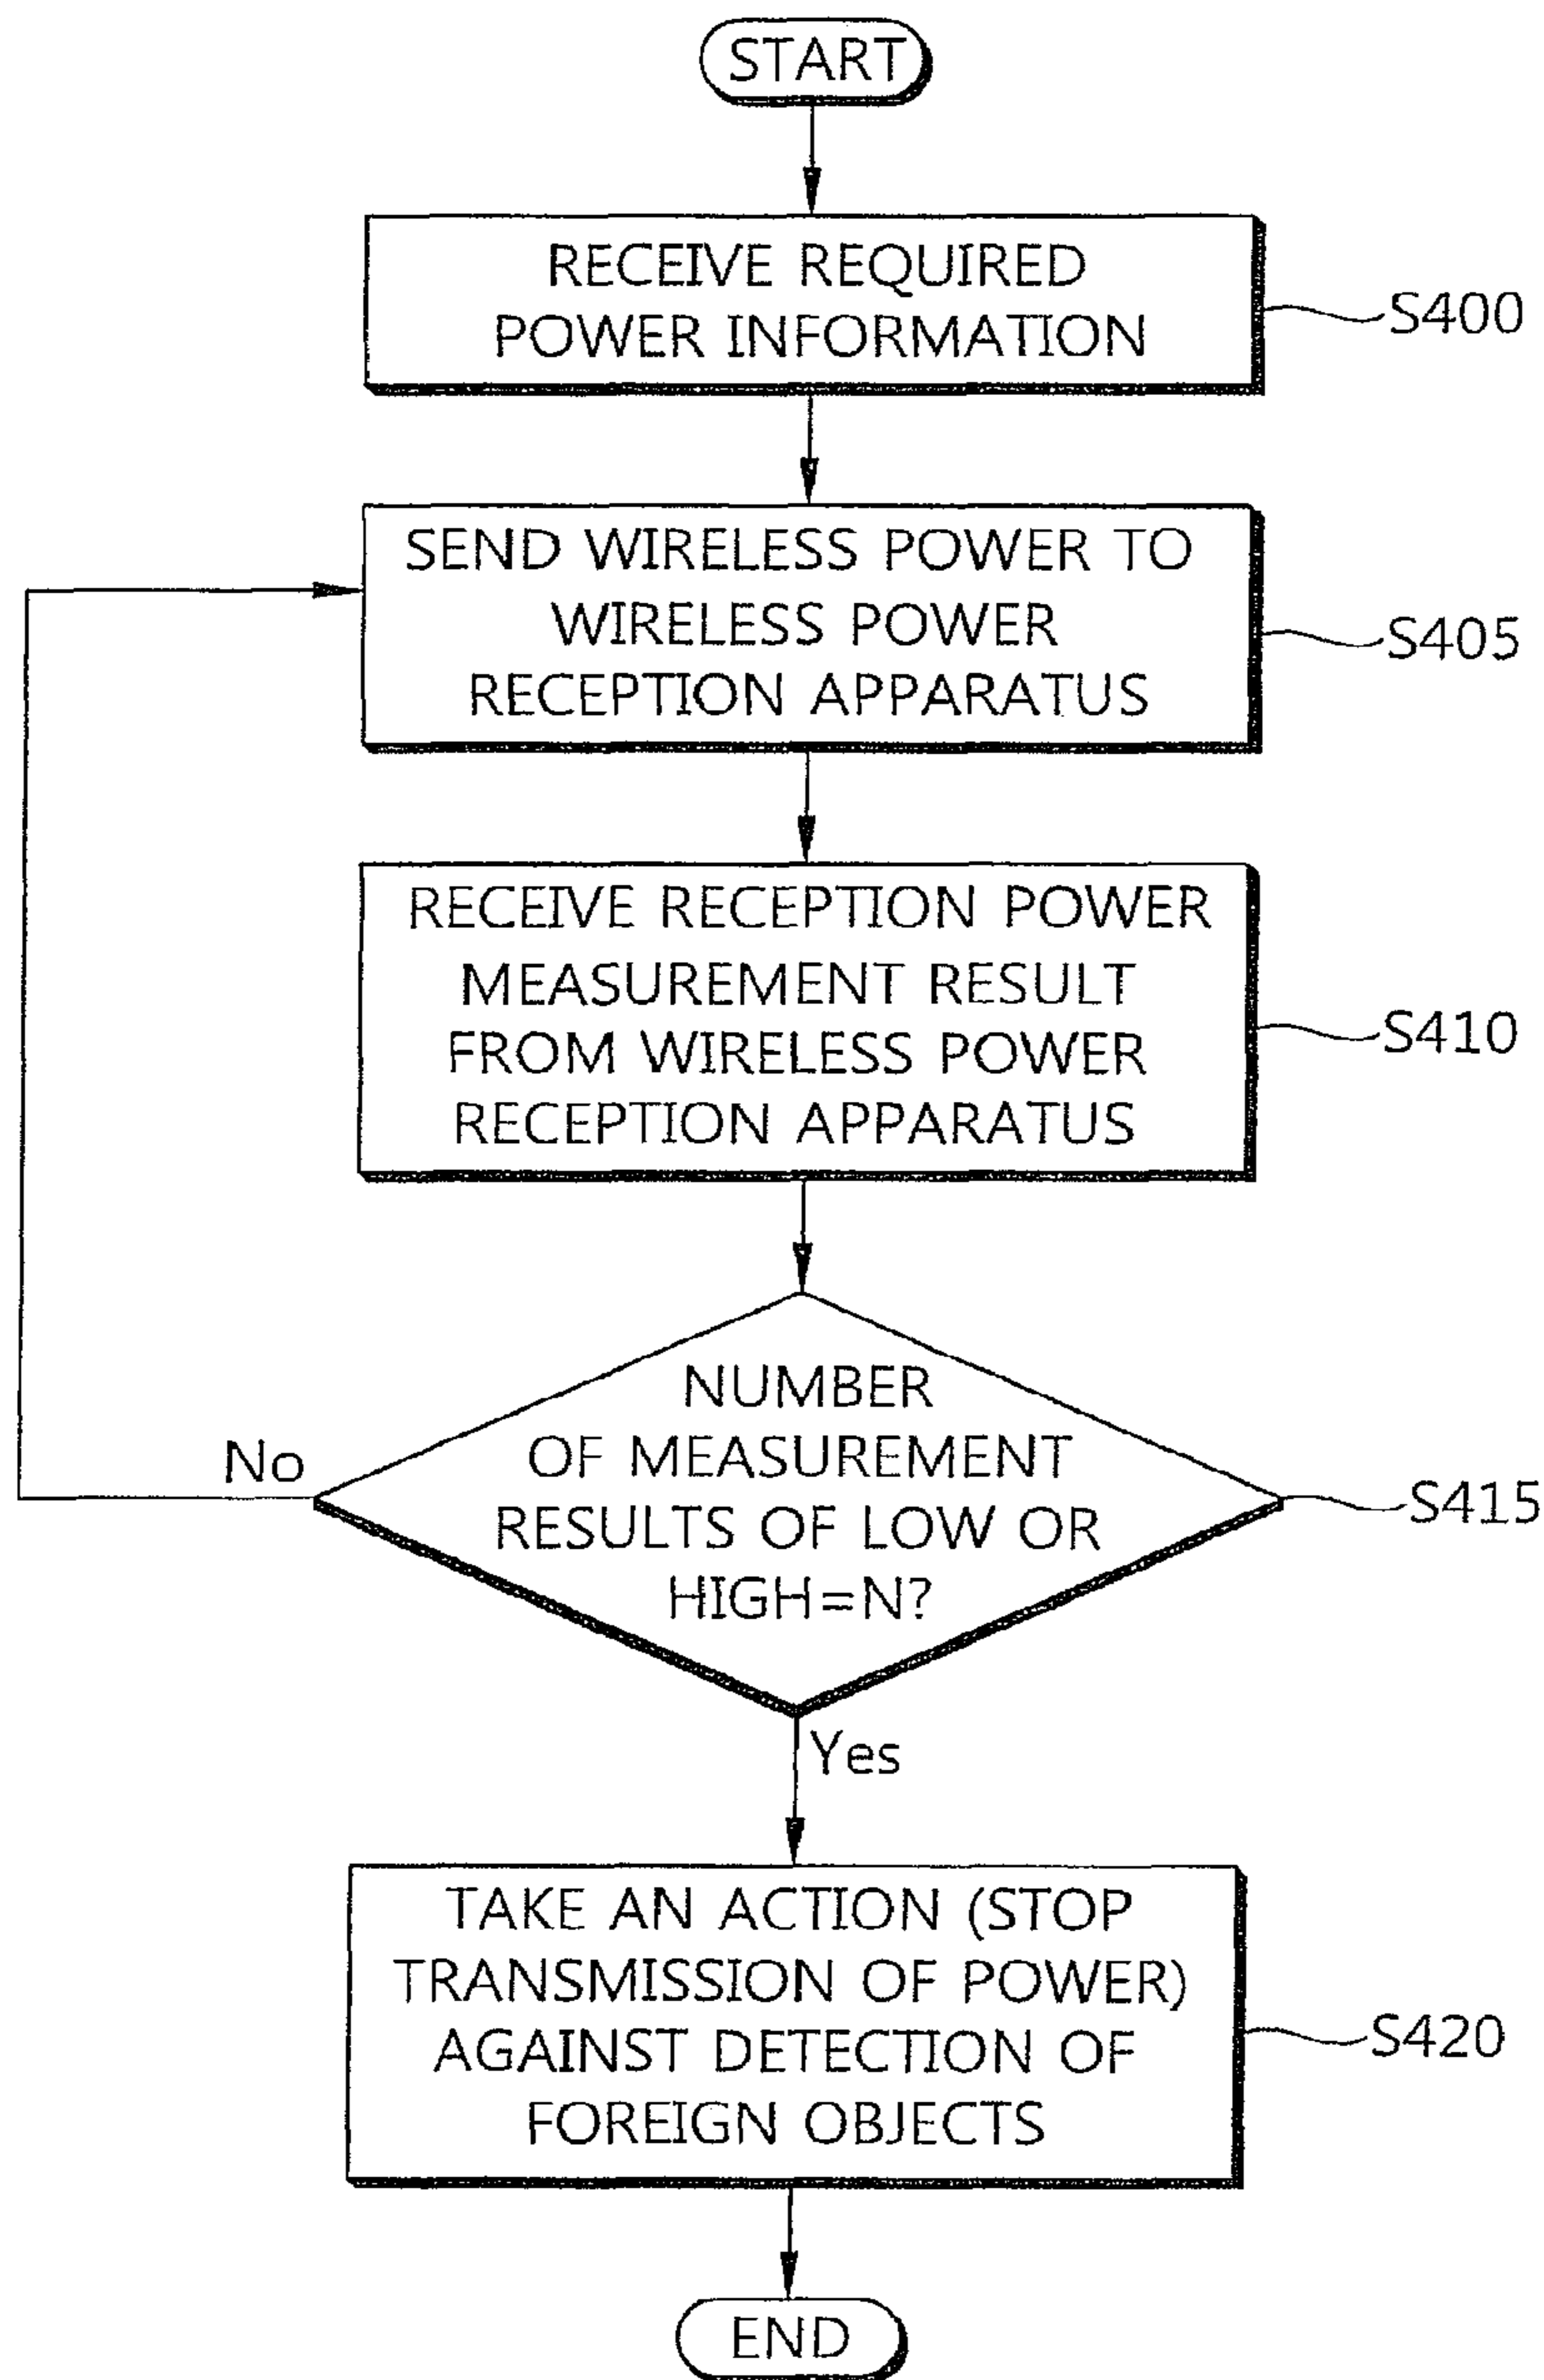 START
RECEIVE REQUIRED
POWER INFORMATION
S400
SEND WIRELESS POWER TO
WIRELESS POWER
RECEPTION APPARATUS
S405
RECEIVE RECEPTION POWER
MEASUREMENT RESULT
FROM WIRELESS POWER
RECEPTION APPARATUS
S410
NUMBER
OF MEASUREMENT
RESULTS OF LOW OR
HIGH=N?
S415
No
Yes
TAKE AN ACTION (STOP
TRANSMISSION OF POWER)
AGAINST DETECTION OF
FOREIGN OBJECTS
S420
END